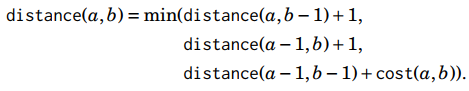 distance(a,b) = min(distance(a,b−1)+1,
distance(a−1,b)+1,
distance(a−1,b−1)+cost(a,b)).